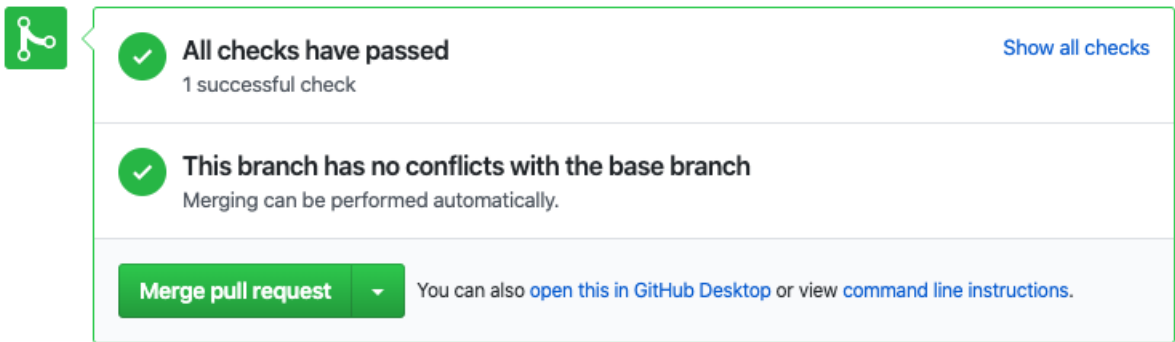 All checks have passed
Show all checks
1 successful check
This branch has no conflicts with the base branch
Merging can be performed automatically.
Merge pull request
You can also open this in GitHub Desktop or view command line instructions.